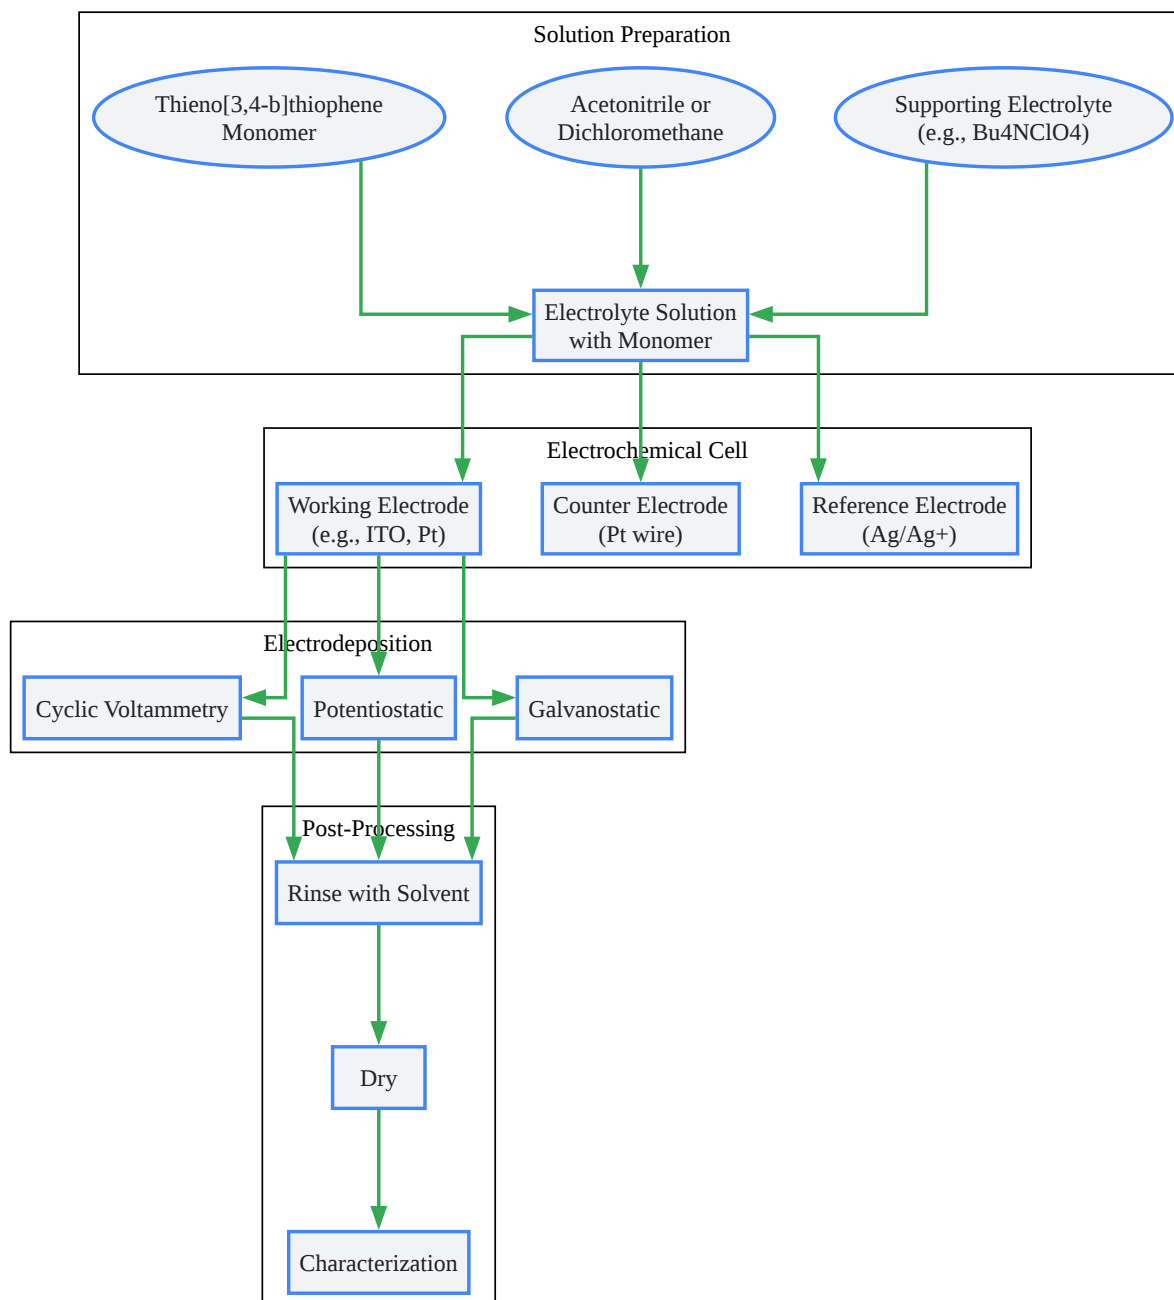 Solution Preparation
Thieno[3,4-b]thiophene
Monomer
Acetonitrile or
Dichloromethane
Supporting Electrolyte
(e.g., Bu4NClO4)
Electrolyte Solution
with Monomer
Electrochemical Cell
Working Electrode
(e.g., ITO, Pt)
Counter Electrode
(Pt wire)
Reference Electrode
(Ag/Ag+)
Electrodeposition
Cyclic Voltammetry
Potentiostatic
Galvanostatic
Post-Processing
Rinse with Solvent
Dry
Characterization